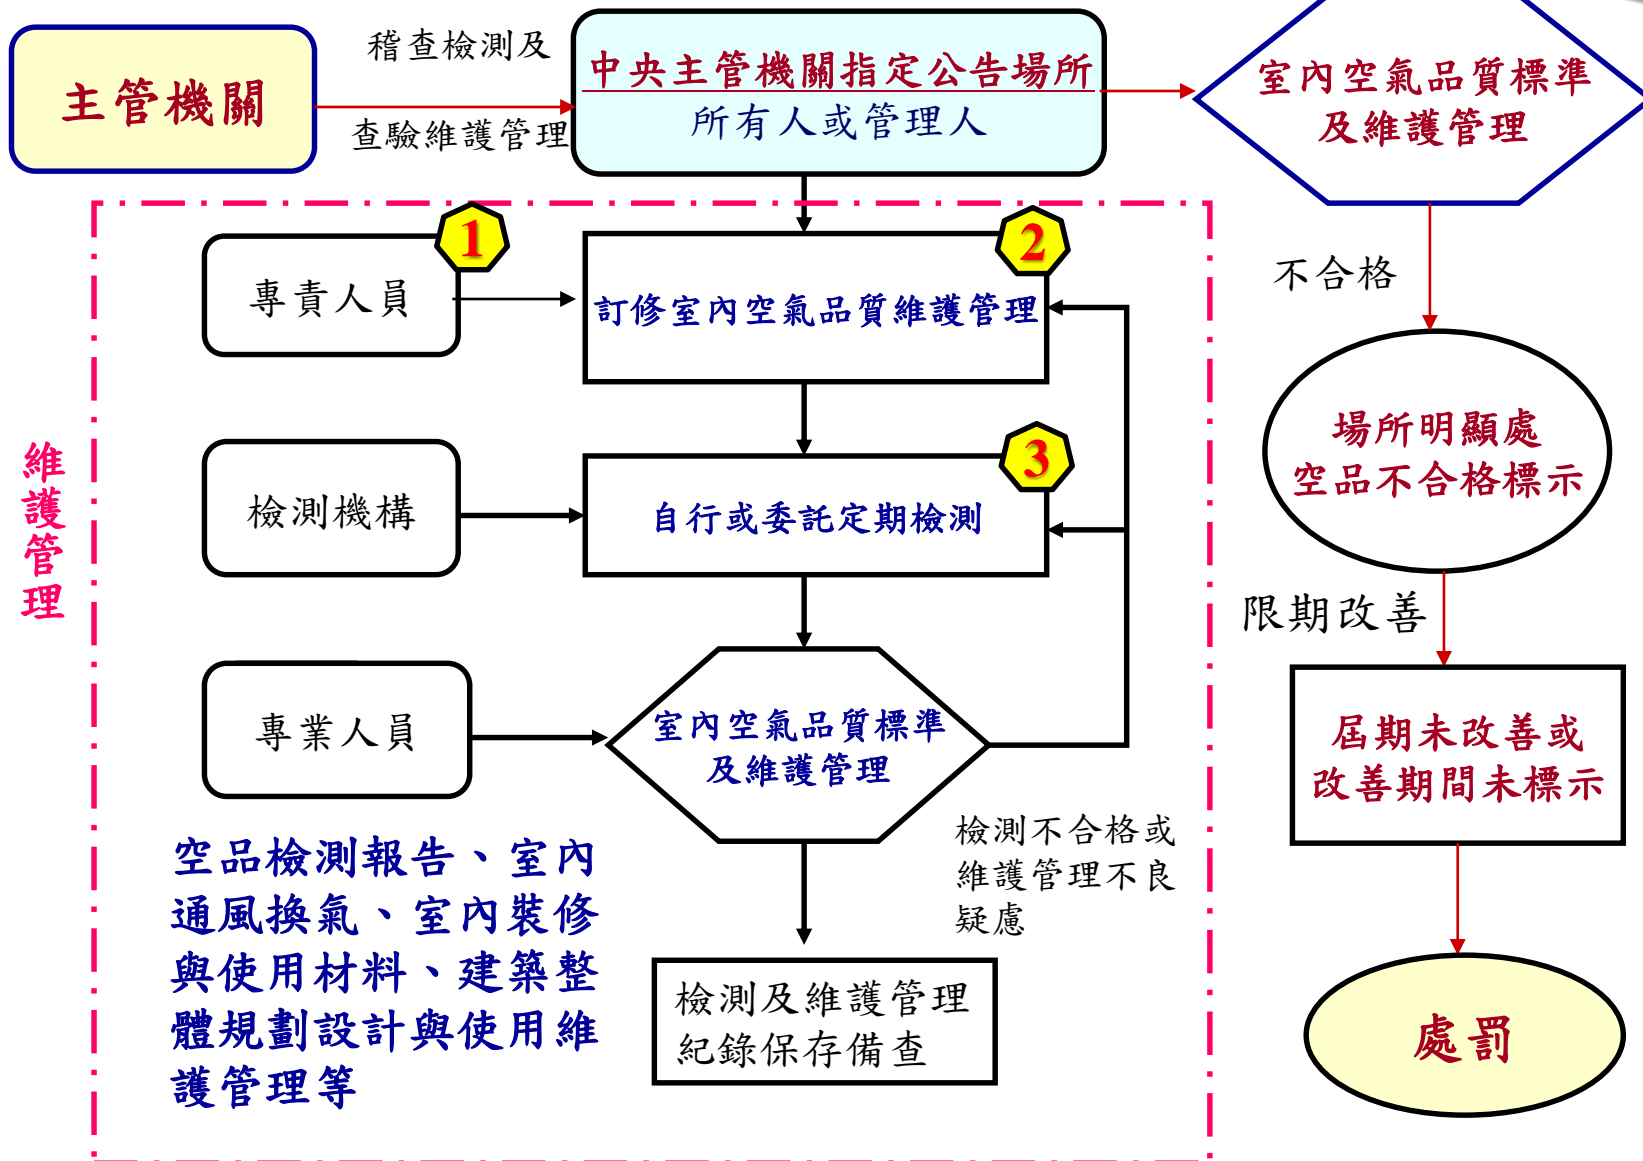 主管機關
稽查檢測及
查驗維護管理
中央主管機關指定公告場所
所有人或管理人
室內空氣品質標準
及維護管理
不合格
場所明顯處
空品不合格標示
限期改善
屆期未改善或
改善期間未標示
處罰
維護管理
專責人員
1
訂修室內空氣品質維護管理
2
檢測機構
自行或委託定期檢測
3
專業人員
室內空氣品質標準
及維護管理
檢測不合格或
維護管理不良
疑慮
空品檢測報告、室內
通風換氣、室內裝修
與使用材料、建築整
體規劃設計與使用維
護管理等
檢測及維護管理
紀錄保存備查